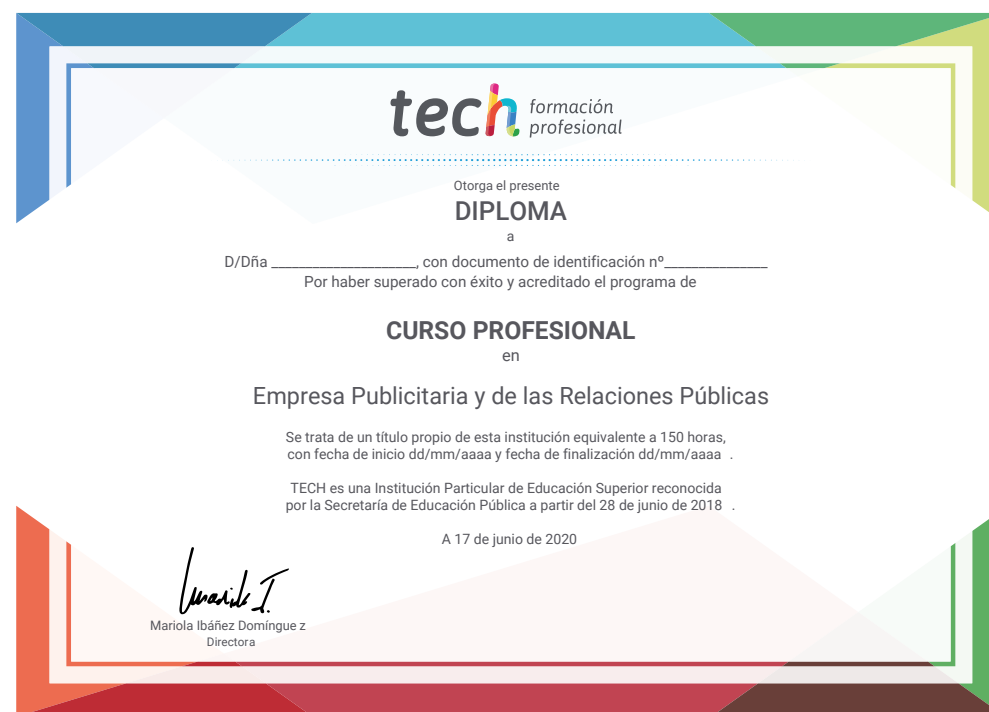 tech formación
profesional
Otorga el presente
DIPLOMA
a
D/Dña __________________, con documento de identificación nº_____________
Por haber superado con éxito y acreditado el programa de
CURSO PROFESIONAL
en
Empresa Publicitaria y de las Relaciones Públicas
Se trata de un título propio de esta institución equivalente a 150 horas,
con fecha de inicio dd/mm/aaaa y fecha de finalización dd/mm/aaaa .
TECH es una Institución Particular de Educación Superior reconocida
por la Secretaría de Educación Pública a partir del 28 de junio de 2018 .
A 17 de junio de 2020
Mariola I.
Mariola Ibáñez Domíngue z
Directora